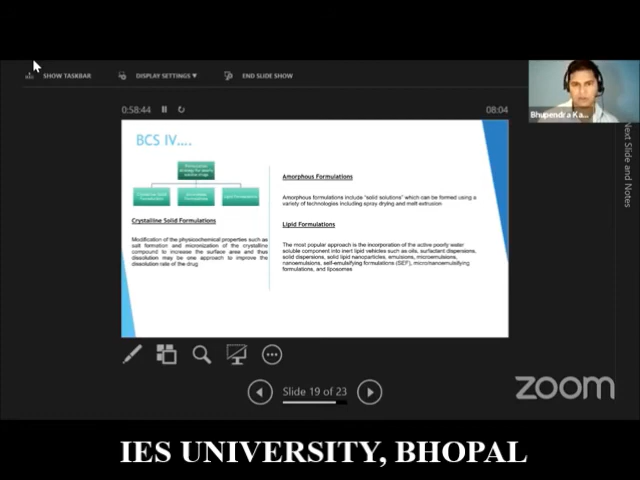 SHOW TASKBAR
DISPLAY SETTINGS
END SLIDE SHOW
Bhupendra Ka...
0:58:44
08:04
BCS IV....
Crystalline Solid Formulations
Modification of the physiochemical properties such as
salt formation and micronization of the crystalline
compound to increase the surface area and thus
dissolution may be one approach to improve the
dissolution rate of the drug
Amorphous Formulations
Amorphous formulations include "solid solutions" which can be formed using a
variety of technologies including spray drying and melt extrusion
Lipid Formulations
The most popular approach is the incorporation of the active poorly water
soluble component into inert lipid vehicles such as oils, surfactant dispersions,
solid dispersions, solid lipid nanoparticles, emulsions, microemulsions,
nanoemulsions, self-emulsifying formulations (SEF), micro/nanoemulsifying
formulations, and liposomes
Next Slide and Notes
Slide 19 of 23
zoom
IES UNIVERSITY, BHOPAL